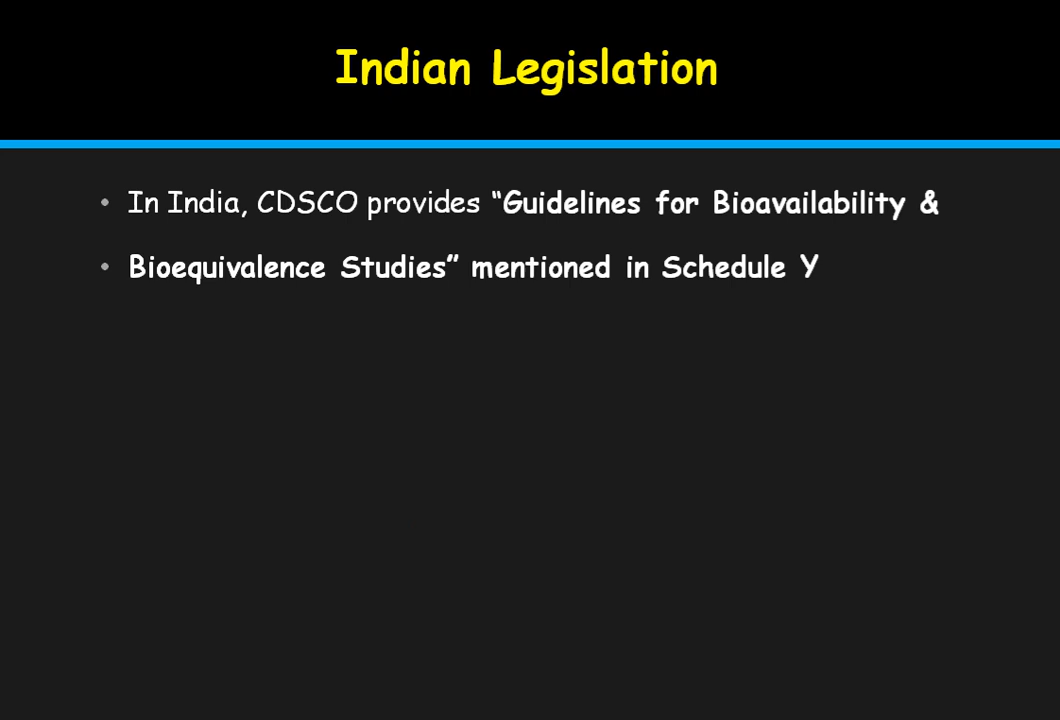 Indian Legislation
• In India, CDSCO provides “Guidelines for Bioavailability &
• Bioequivalence Studies” mentioned in Schedule Y